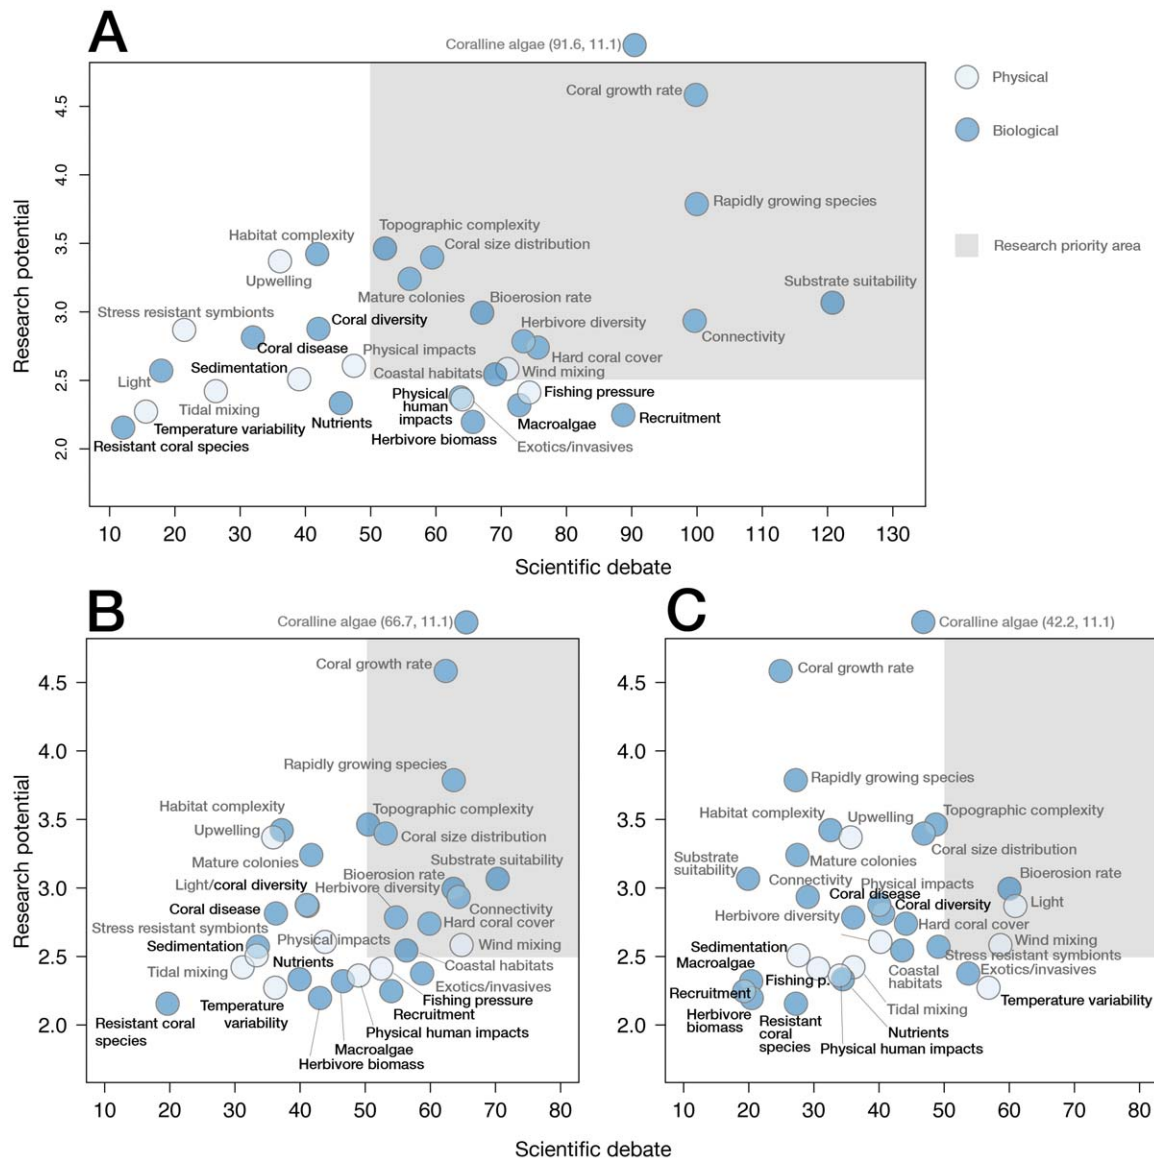 A
Coralline algae (91.6, 11.1)
Coral growth rate
Rapidly growing species
Topographic complexity
Habitat complexity
Coral size distribution
Upwelling
Substrate suitability
Mature colonies
Bioerosion rate
Stress resistant symbionts
Coral diversity
Herbivore diversity
Connectivity
Coral disease
Physical impacts
Hard coral cover
Sedimentation
Coastal habitats
Wind mixing
Light
Physical
human
impacts
Fishing pressure
Tidal mixing
Recruitment
Temperature variability
Nutrients
Macroalgae
Resistant coral species
Herbivore biomass
Exotics/invasives
Physical
Biological
Research priority area
Research potential
4.5
4.0
3.5
3.0
2.5
2.0
10 20 30 40 50 60 70 80 90 100 110 120 130
Scientific debate
B
Coralline algae (66.7, 11.1)
Coral growth rate
Rapidly growing species
Habitat complexity
Topographic complexity
Upwelling
Coral size distribution
Mature colonies
Substrate suitability
Bioerosion rate
Light/coral diversity
Herbivore diversity
Coral disease
Connectivity
Stress resistant symbionts
Hard coral cover
Sedimentation
Physical impacts
Wind mixing
Nutrients
Coastal habitats
Tidal mixing
Exotics/invasives
Fishing pressure
Temperature
variability
Recruitment
Resistant coral
species
Physical human impacts
Macroalgae
Herbivore biomass
Research potential
4.5
4.0
3.5
3.0
2.5
2.0
10 20 30 40 50 60 70 80
Scientific debate
C
Coralline algae (42.2, 11.1)
Coral growth rate
Rapidly growing species
Habitat complexity
Upwelling
Topographic complexity
Coral size distribution
Substrate
suitability
Mature colonies
Bioerosion rate
Connectivity
Physical impacts
Coral disease
Light
Coral diversity
Herbivore diversity
Hard coral cover
Sedimentation
Wind mixing
Stress resistant symbionts
Macroalgae
Coastal
habitats
Exotics/invasives
Fishing p.
Recruitment
Temperature variability
Tidal mixing
Herbivore
biomass
Resistant
coral
species
Nutrients
Physical human impacts
4.5
4.0
3.5
3.0
2.5
2.0
10 20 30 40 50 60 70 80
Scientific debate